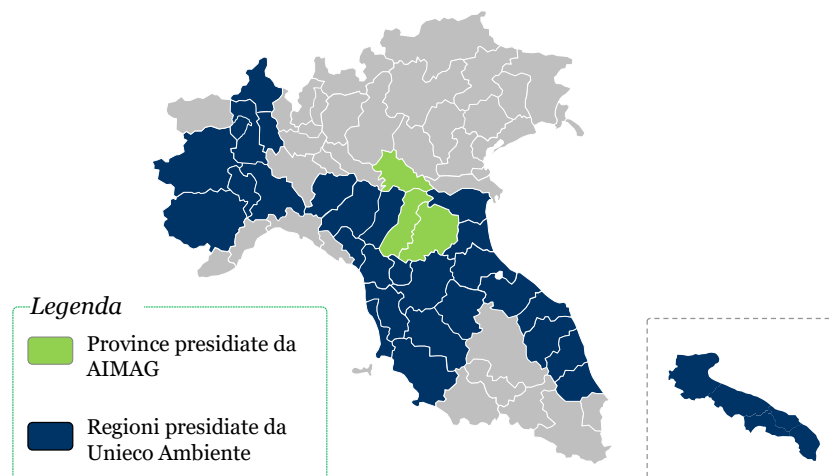 Legenda
Province presidiate da
AIMAG
Regioni presidiate da
Unieco Ambiente